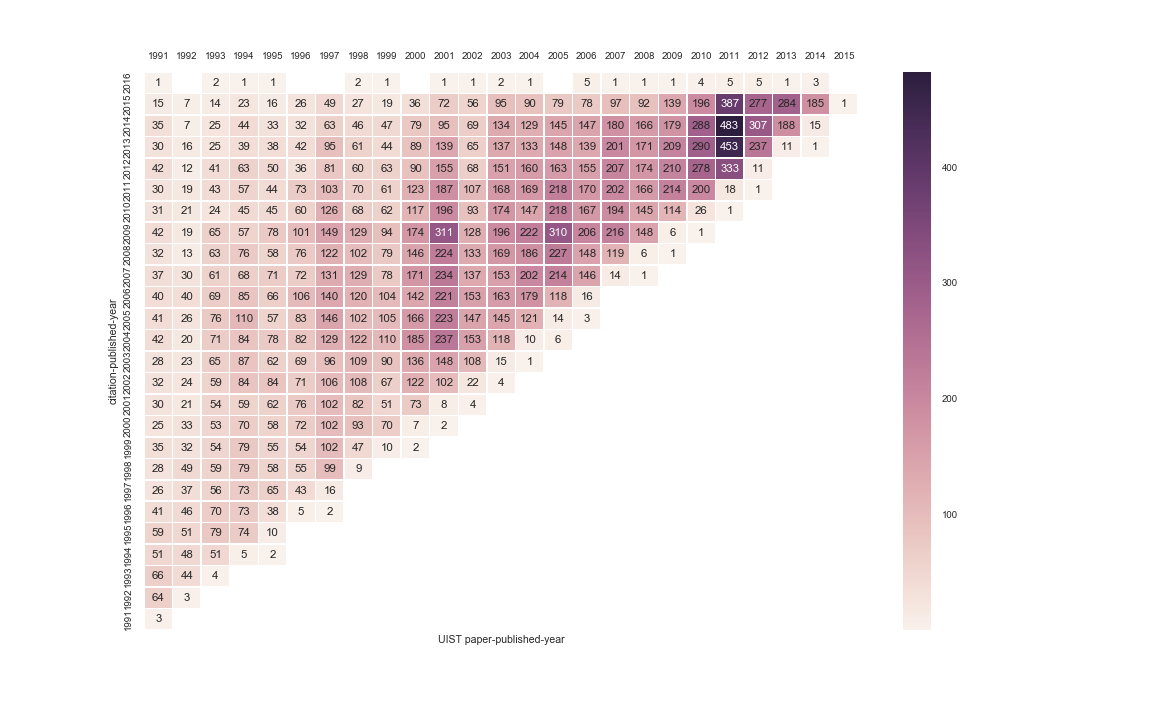 1991 1992 1993 1994 1995 1996 1997 1998 1999 2000 2001 2002 2003 2004 2005 2006 2007 2008 2009 2010 2011 2012 2013 2014 2015
2016 1 2 1 1 2 1 1 1 2 1 5 1 1 1 4 5 5 1 3
2015 15 7 14 23 16 26 49 27 19 36 72 56 95 90 79 78 97 92 139 196 387 277 284 185 1
2014 35 7 25 44 33 32 63 46 47 79 95 69 134 129 145 147 180 166 179 288 483 307 188 15
2013 30 16 25 39 38 42 95 61 44 89 139 65 137 133 148 139 201 171 209 290 453 237 11 1
2012 42 12 41 63 50 36 81 60 63 90 155 68 151 160 163 155 207 174 210 278 333 11
2011 30 19 43 57 44 73 103 70 61 123 187 107 168 169 218 170 202 166 214 200 18 1
2010 31 21 24 45 45 60 126 68 62 117 196 93 174 147 218 167 194 145 114 26 1
2009 42 19 65 57 78 101 149 129 94 174 311 128 196 222 310 206 216 148 6 1
2008 32 13 63 76 58 76 122 102 79 146 224 133 169 186 227 148 119 6 1
2007 37 30 61 68 71 72 131 129 78 171 234 137 153 202 214 146 14 1
2006 40 40 69 85 66 106 140 120 104 142 221 153 163 179 118 16
2005 41 26 76 110 57 83 146 102 105 166 223 147 145 121 14 3
2004 42 20 71 84 78 82 129 122 110 185 237 153 118 10 6
2003 28 23 65 87 62 69 96 109 90 136 148 108 15 1
2002 32 24 59 84 84 71 106 108 67 122 102 22 4
2001 30 21 54 59 62 76 102 82 51 73 8 4
2000 25 33 53 70 58 72 102 93 70 7 2
1999 35 32 54 79 55 54 102 47 10 2
1998 28 49 59 79 58 55 99 9
1997 26 37 56 73 65 43 16
1996 41 46 70 73 38 5 2
1995 59 51 79 74 10
1994 51 48 51 5 2
1993 66 44 4
1992 64 3
1991 3
citation-published-year
UIST paper-published-year
400
300
200
100